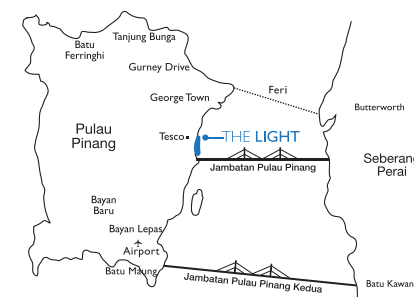 Tanjung Bunga
Batu
Ferringhi
Gurney Drive
George Town
Feri
Butterworth
Tesco
THE LIGHT
Pulau
Pinang
Jambatan Pulau Pinang
Seberang
Perai
Bayan
Baru
Bayan Lepas
Airport
Batu Maung
Jambatan Pulau Pinang Kedua
Batu Kawan